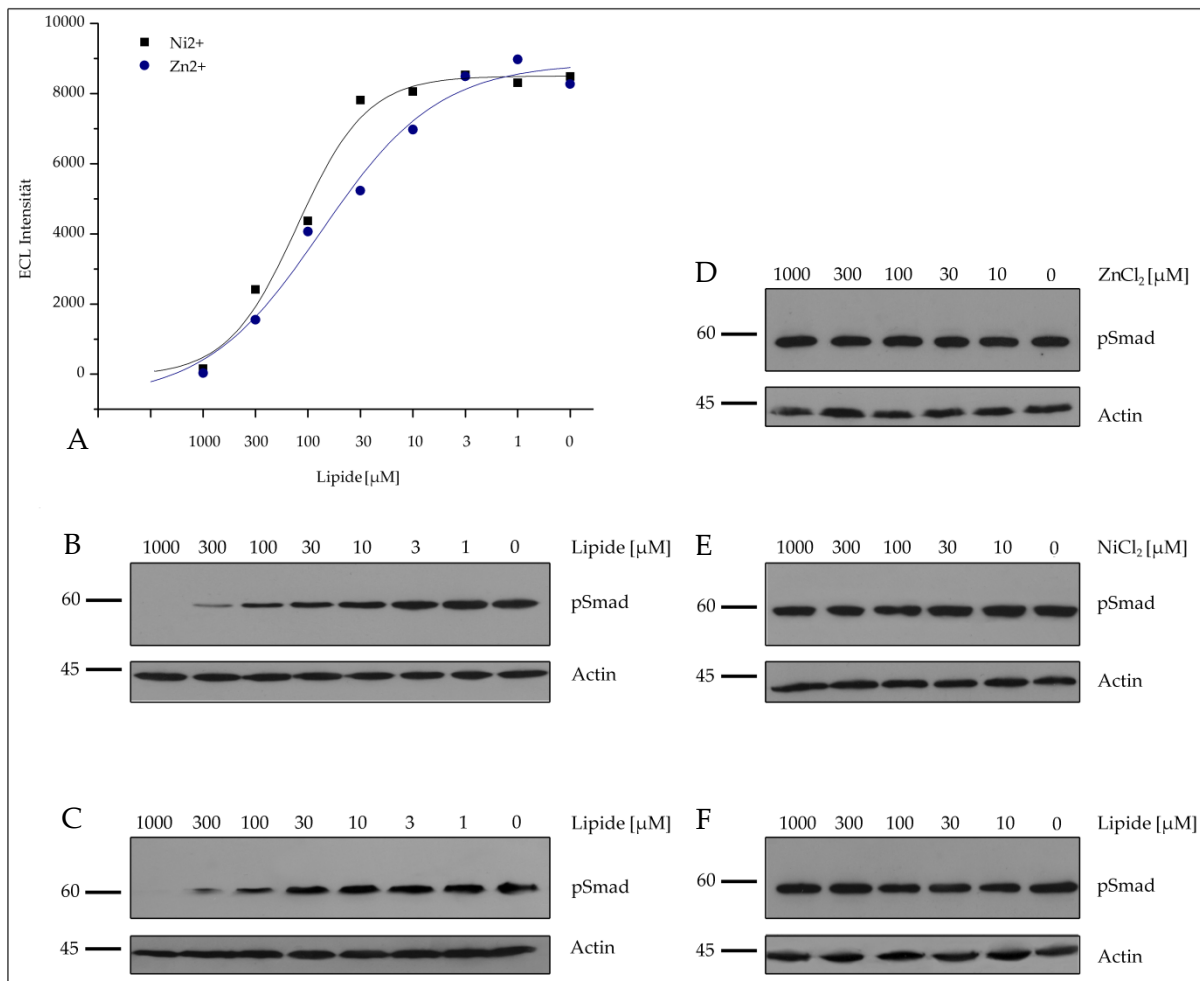 10000
8000
6000
4000
2000
0
ECL Intensität
Ni2+
Zn2+
A
1000 300 100 30 10 3 1 0
Lipide [µM]
B
1000 300 100 30 10 3 1 0 Lipide [µM]
60 pSmad
45 Actin
C
1000 300 100 30 10 3 1 0 Lipide [µM]
60 pSmad
45 Actin
D
1000 300 100 30 10 0 ZnCl₂ [µM]
60 pSmad
45 Actin
E
1000 300 100 30 10 0 NiCl₂ [µM]
60 pSmad
45 Actin
F
1000 300 100 30 10 0 Lipide [µM]
60 pSmad
45 Actin